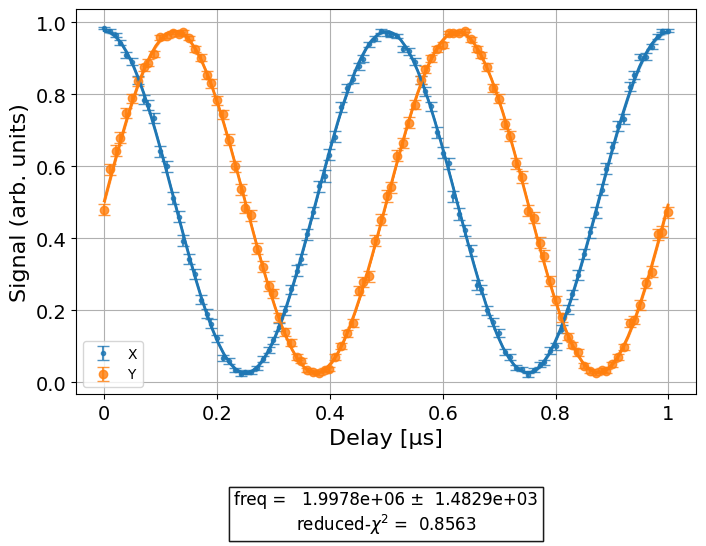 Signal (arb. units)
1.0
0.8
0.6
0.4
0.2
0.0
X
Y
0
0.2
0.4
0.6
0.8
1
Delay [μs]
freq = 1.9978e+06 ± 1.4829e+03
reduced-χ² = 0.8563